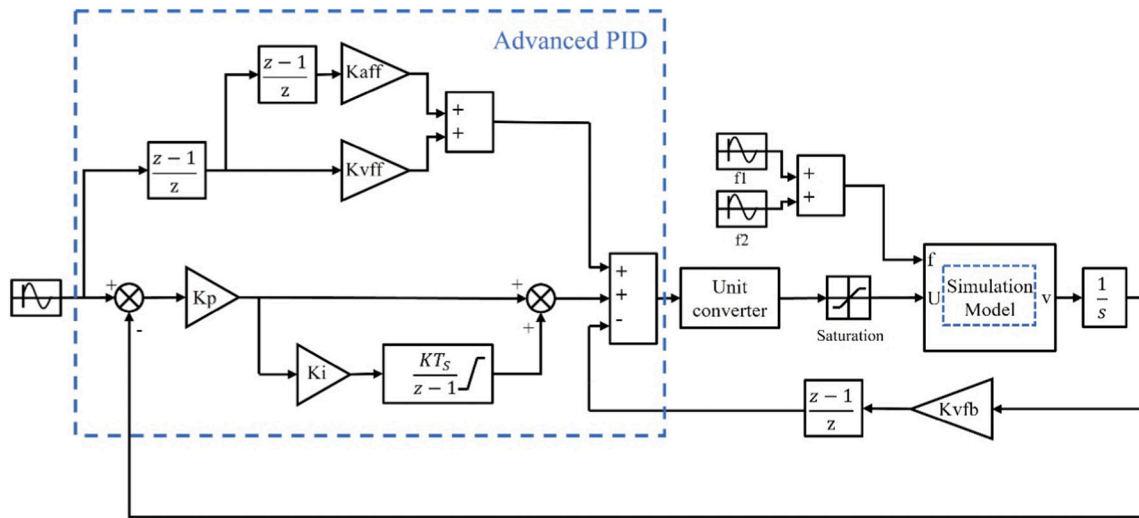 Advanced PID
z − 1
z
Kaff
+
+
z − 1
z
Kvff
f1
+
+
f2
+
-
Kp
+
+
+
+
-
Unit
converter
Saturation
f
U
Simulation
Model
v
1
s
Ki
KT_S
z − 1
z − 1
z
Kvfb